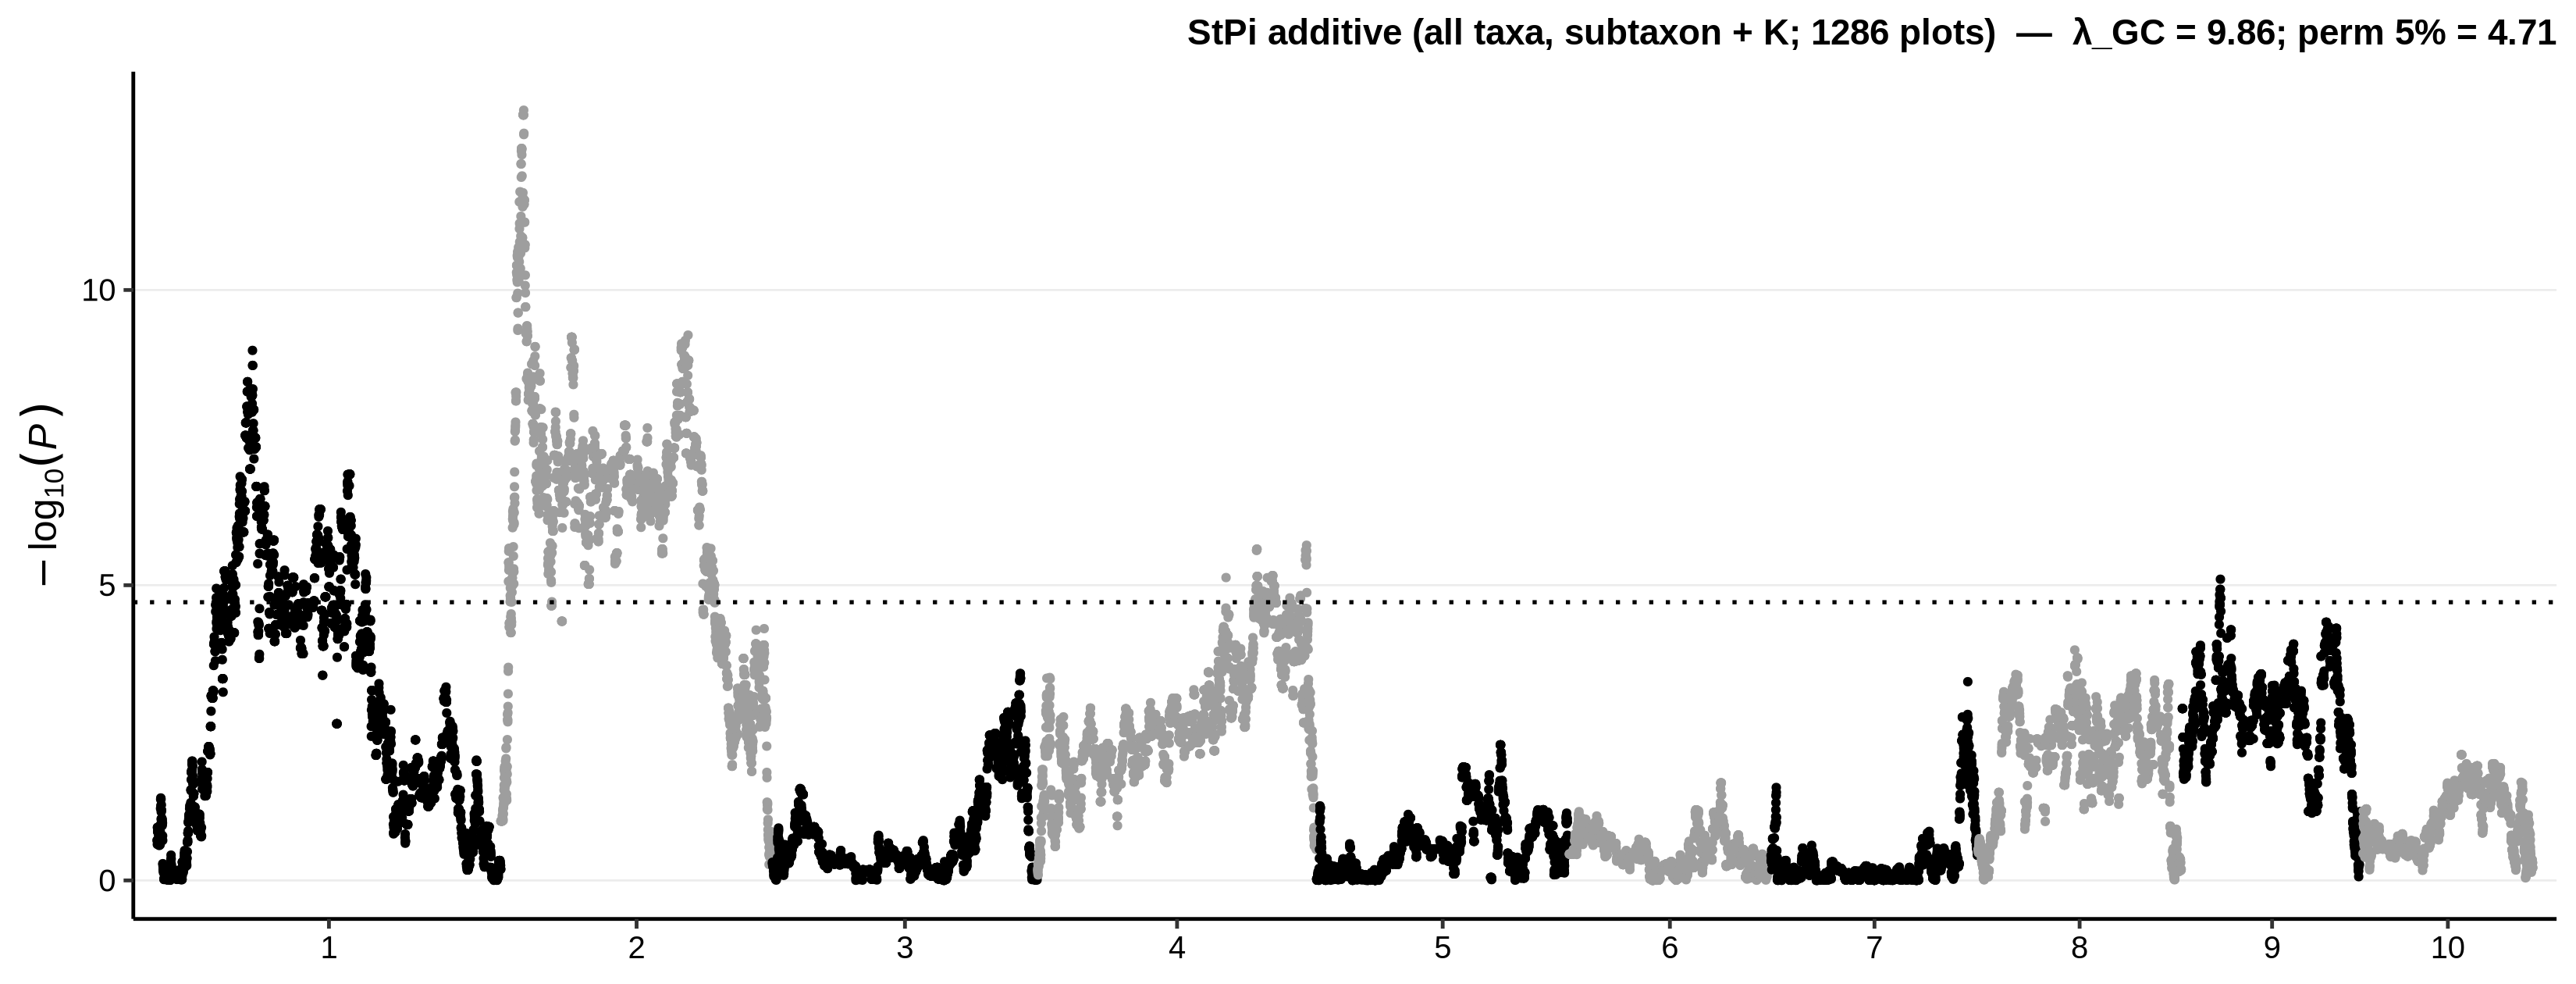 StPi additive (all taxa, subtaxon + K; 1286 plots) — λ_GC = 9.86; perm 5% = 4.71
− log10(P)
10
5
0
1 2 3 4 5 6 7 8 9 10